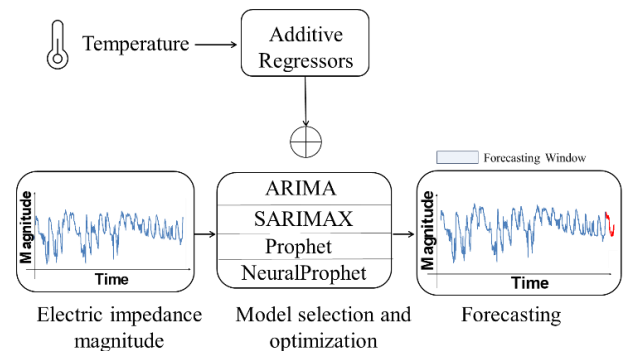 Temperature
Additive
Regressors
Forecasting Window
Magnitude
Time
ARIMA
SARIMAX
Prophet
NeuralProphet
Magnitude
Time
Electric impedance
magnitude
Model selection and
optimization
Forecasting